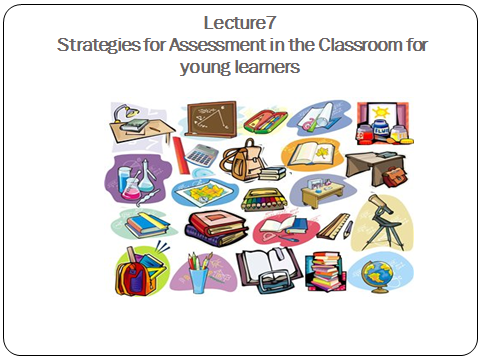 Lecture7
Strategies for Assessment in the Classroom for
young learners